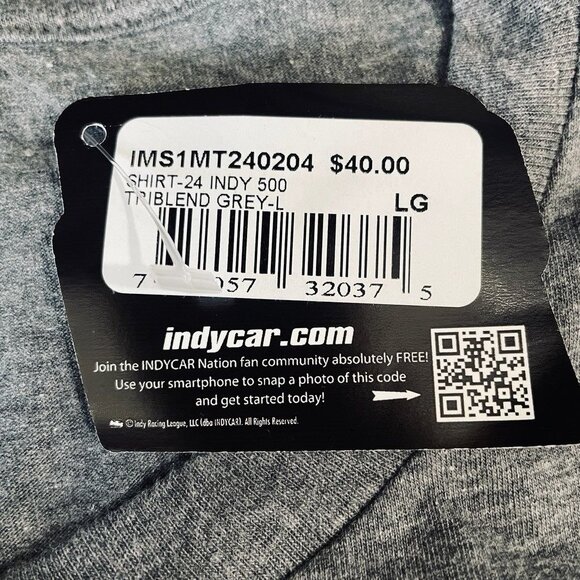 IMS1MT240204 $40.00
SHIRT-24 INDY 500
TRIBLEND GREY-L LG
7 057 32037 5
indycar.com
Join the INDYCAR Nation fan community absolutely FREE!
Use your smartphone to snap a photo of this code
and get started today!
© Indy Racing League, LLC (dba INDYCAR). All Rights Reserved.